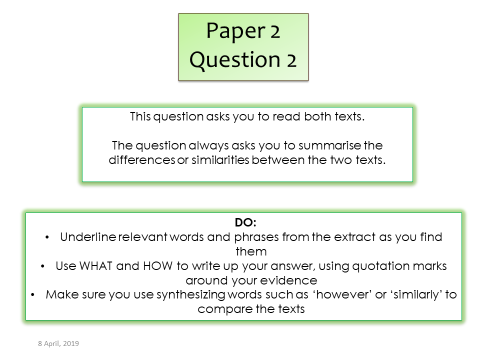 Paper 2
Question 2
This question asks you to read both texts.
The question always asks you to summarise the
differences or similarities between the two texts.
DO:
• Underline relevant words and phrases from the extract as you find
them
• Use WHAT and HOW to write up your answer, using quotation marks
around your evidence
• Make sure you use synthesizing words such as ‘however’ or ‘similarly’ to
compare the texts
8 April, 2019